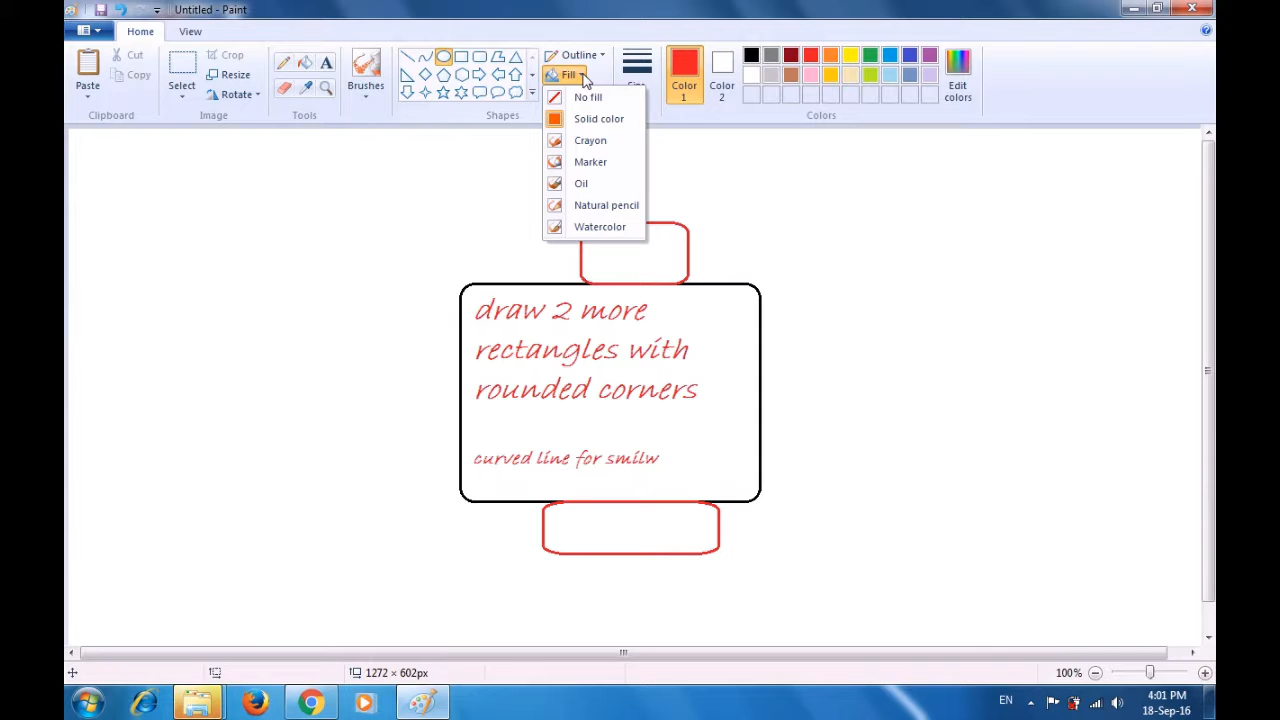 Untitled - Paint
Home
View
Paste
Cut
Copy
Clipboard
Select
Crop
Resize
Rotate
Image
A
Tools
Brushes
Shapes
Outline
Fill
No fill
Solid color
Crayon
Marker
Oil
Natural pencil
Watercolor
Color
1
Color
2
Edit
colors
Colors
draw 2 more
rectangles with
rounded corners
curved line for smilw
1272 × 602px
100%
EN
4:01 PM
18-Sep-16